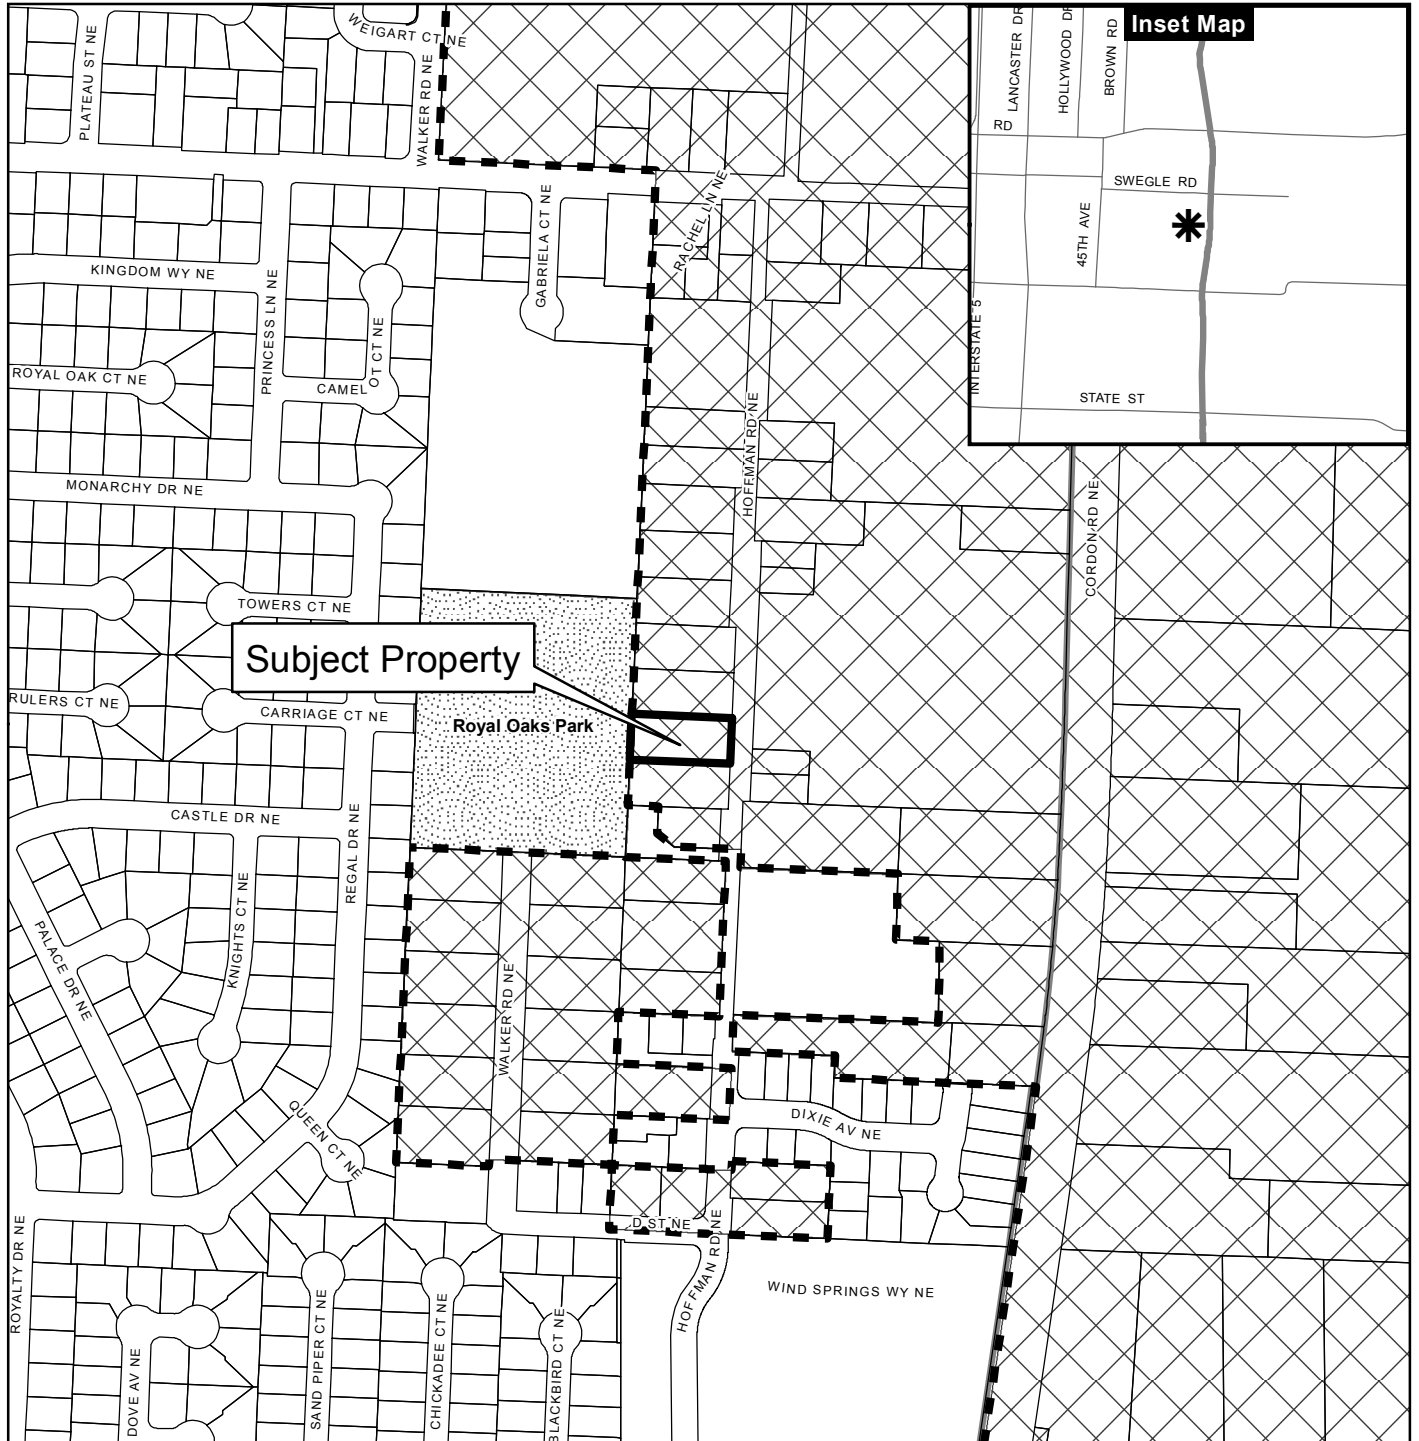 WEIGART CT NE
PLATEAU ST NE
WALKER RD NE
KINGDOM WY NE
PRINCESS LN NE
GABRIELA CT NE
RACHEL LN NE
ROYAL OAK CT NE
CAMEL
OT CT NE
HOFFMAN RD NE
MONARCHY DR NE
TOWERS CT NE
Subject Property
RULERS CT NE
CARRIAGE CT NE
Royal Oaks Park
CASTLE DR NE
REGAL DR NE
KNIGHTS CT NE
PALACE DR NE
WALKER RD NE
QUEEN CT NE
DIXIE AV NE
D ST NE
HOFFMAN RD NE
WIND SPRINGS WY NE
ROYALTY DR NE
DOVE AV NE
SAND PIPER CT NE
CHICKADEE CT NE
BLACKBIRD CT NE
CORDON RD NE
Inset Map
LANCASTER DR
HOLLYWOOD DR
BROWN RD
RD
SWEGLE RD
45TH AVE
INTERSTATE 5
STATE ST